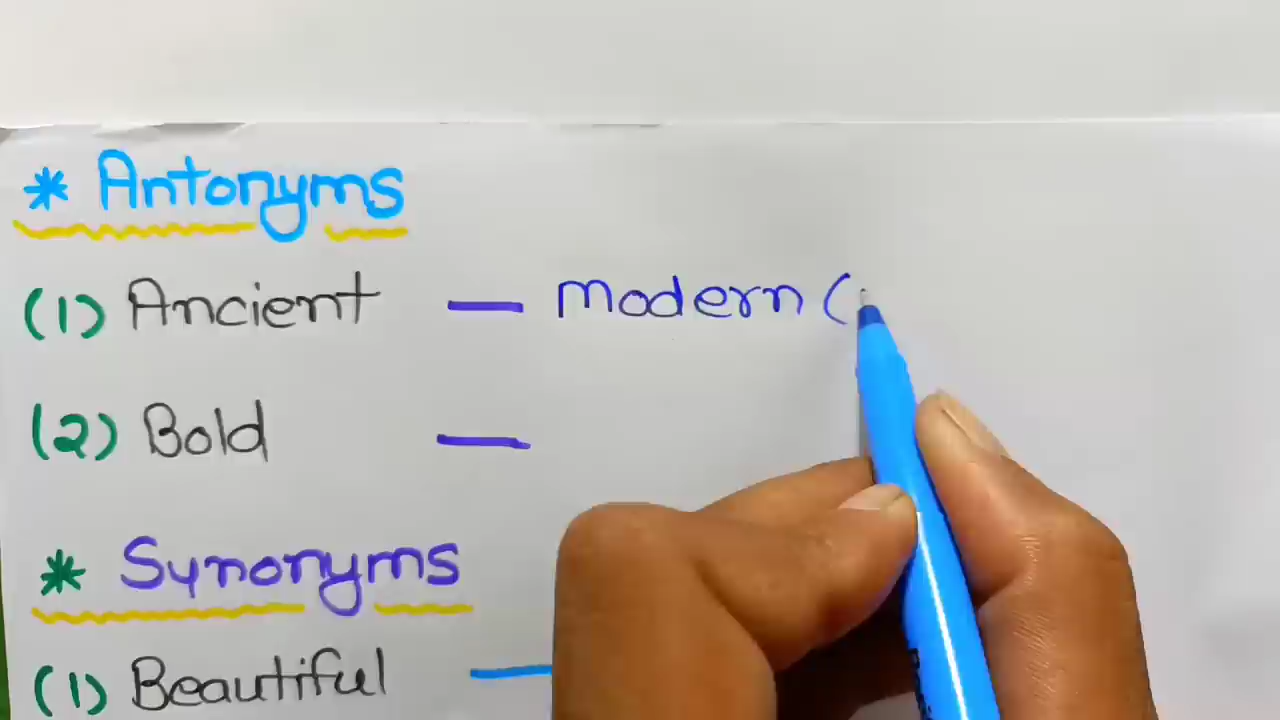 * Antonyms
(1) Ancient — Modern (
(2) Bold —
* Synonyms
(1) Beautiful —